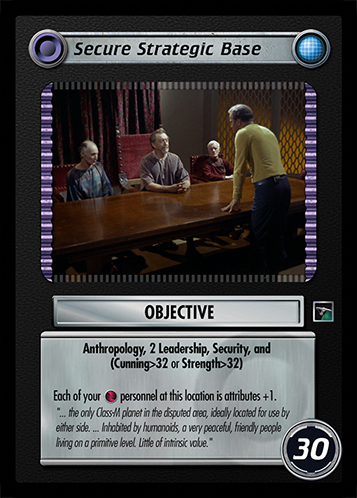 Secure Strategic Base
OBJECTIVE
Anthropology, 2 Leadership, Security, and
(Cunning>32 or Strength>32)
Each of your personnel at this location is attributes +1.
"... the only Class-M planet in the disputed area, ideally located for use by
either side. ... Inhabited by humanoids, a very peaceful, friendly people
living on a primitive level. Little of intrinsic value."
30